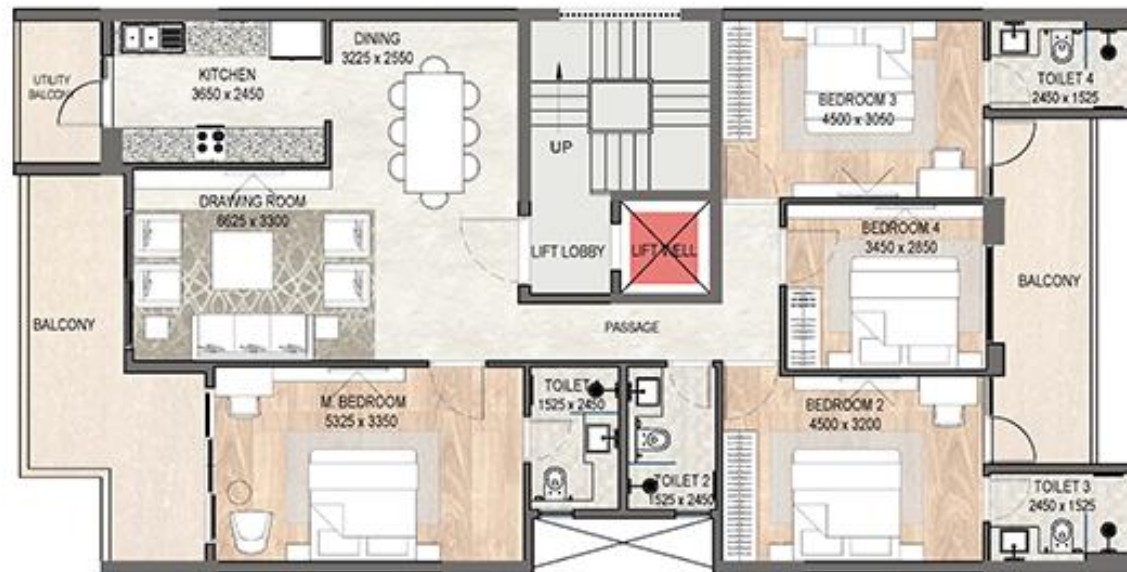 DINING
3225 x 2550
KITCHEN
3650 x 2450
UTILITY
BALCONY
BEDROOM 3
4500 x 3050
TOILET 4
2450 x 1525
UP
DRAWING ROOM
6625 x 3300
LIFT LOBBY
LIFT WELL
BEDROOM 4
3450 x 2850
BALCONY
BALCONY
PASSAGE
M. BEDROOM
5325 x 3350
TOILET
1525 x 2450
BEDROOM 2
4500 x 3200
TOILET 2
1525 x 2450
TOILET 3
2450 x 1525